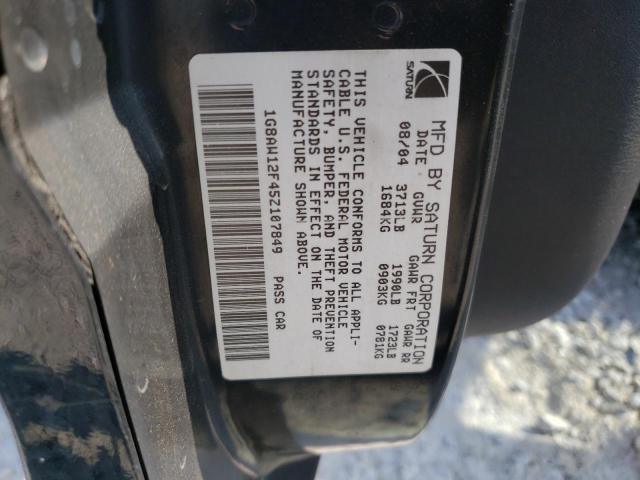 SATURN
MFD BY SATURN CORPORATION
DATE GVWR GAWR FRT GAWR RR
08/04 3713LB 1990LB 1723LB
1684KG 0903KG 0781KG
THIS VEHICLE CONFORMS TO ALL APPLI-
CABLE U.S. FEDERAL MOTOR VEHICLE
SAFETY, BUMPER, AND THEFT PREVENTION
STANDARDS IN EFFECT ON THE DATE OF
MANUFACTURE SHOWN ABOVE.
1G8AW12F45Z107849 PASS CAR